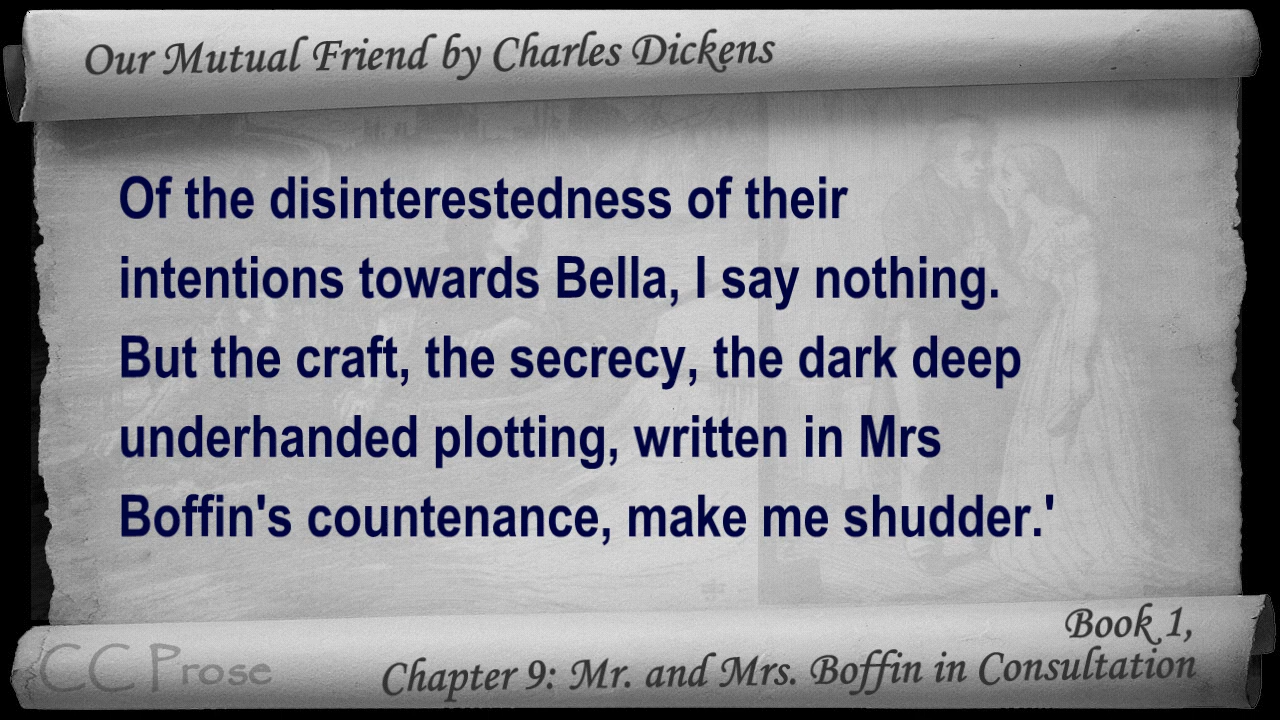 Our Mutual Friend by Charles Dickens
Of the disinterestedness of their
intentions towards Bella, I say nothing.
But the craft, the secrecy, the dark deep
underhanded plotting, written in Mrs
Boffin's countenance, make me shudder.'
Book 1,
Chapter 9: Mr. and Mrs. Boffin in Consultation
CC Prose